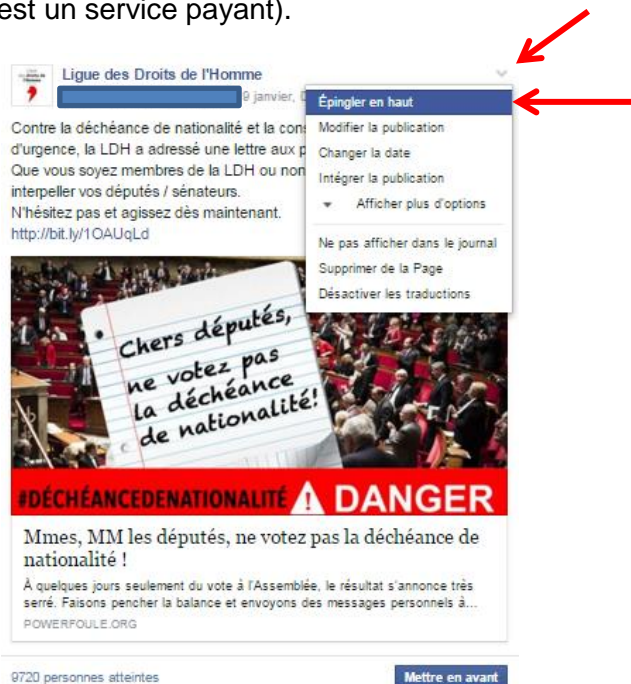 est un service payant).
Ligue des Droits de l'Homme
9 janvier,
Épingler en haut
Modifier la publication
Changer la date
Intégrer la publication
Afficher plus d'options
Ne pas afficher dans le journal
Supprimer de la Page
Désactiver les traductions
Contre la déchéance de nationalité et la
d'urgence, la LDH a adressé une lettre aux
Que vous soyez membres de la LDH ou non
interpeller vos députés / sénateurs.
N'hésitez pas et agissez dès maintenant.
http://bit.ly/1OAUqLd
Chers députés,
ne votez pas
la déchéance
de nationalité!
#DÉCHÉANCEDENATIONALITÉ ! DANGER
Mmes, MM les députés, ne votez pas la déchéance de
nationalité !
À quelques jours seulement du vote à l'Assemblée, le résultat s'annonce très
serré. Faisons pencher la balance et envoyons des messages personnels à...
POWERFOULE.ORG
9720 personnes atteintes
Mettre en avant